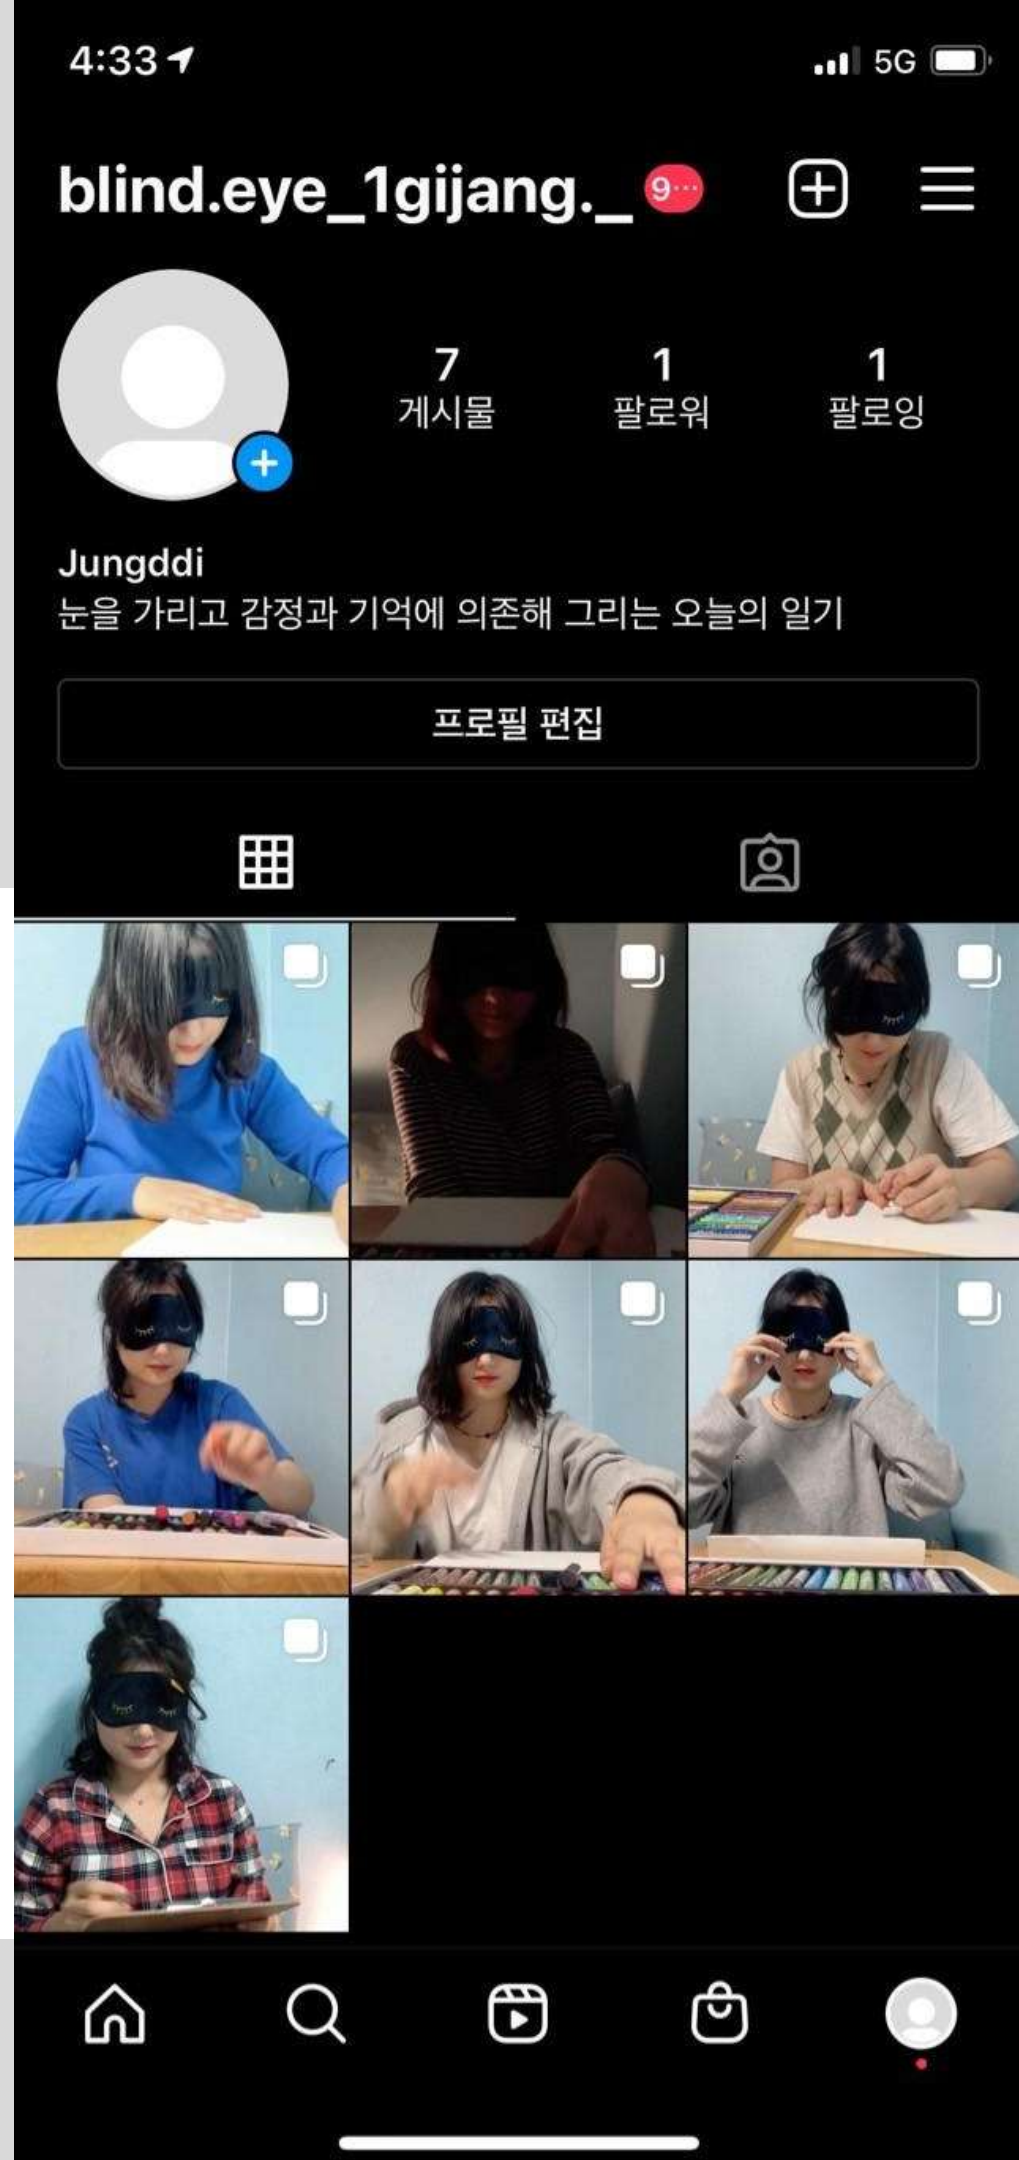 4:33
5G
blind.eye_1gijang._
9...
7
게시물
1
팔로워
1
팔로잉
Jungddi
눈을 가리고 감정과 기억에 의존해 그리는 오늘의 일기
프로필 편집